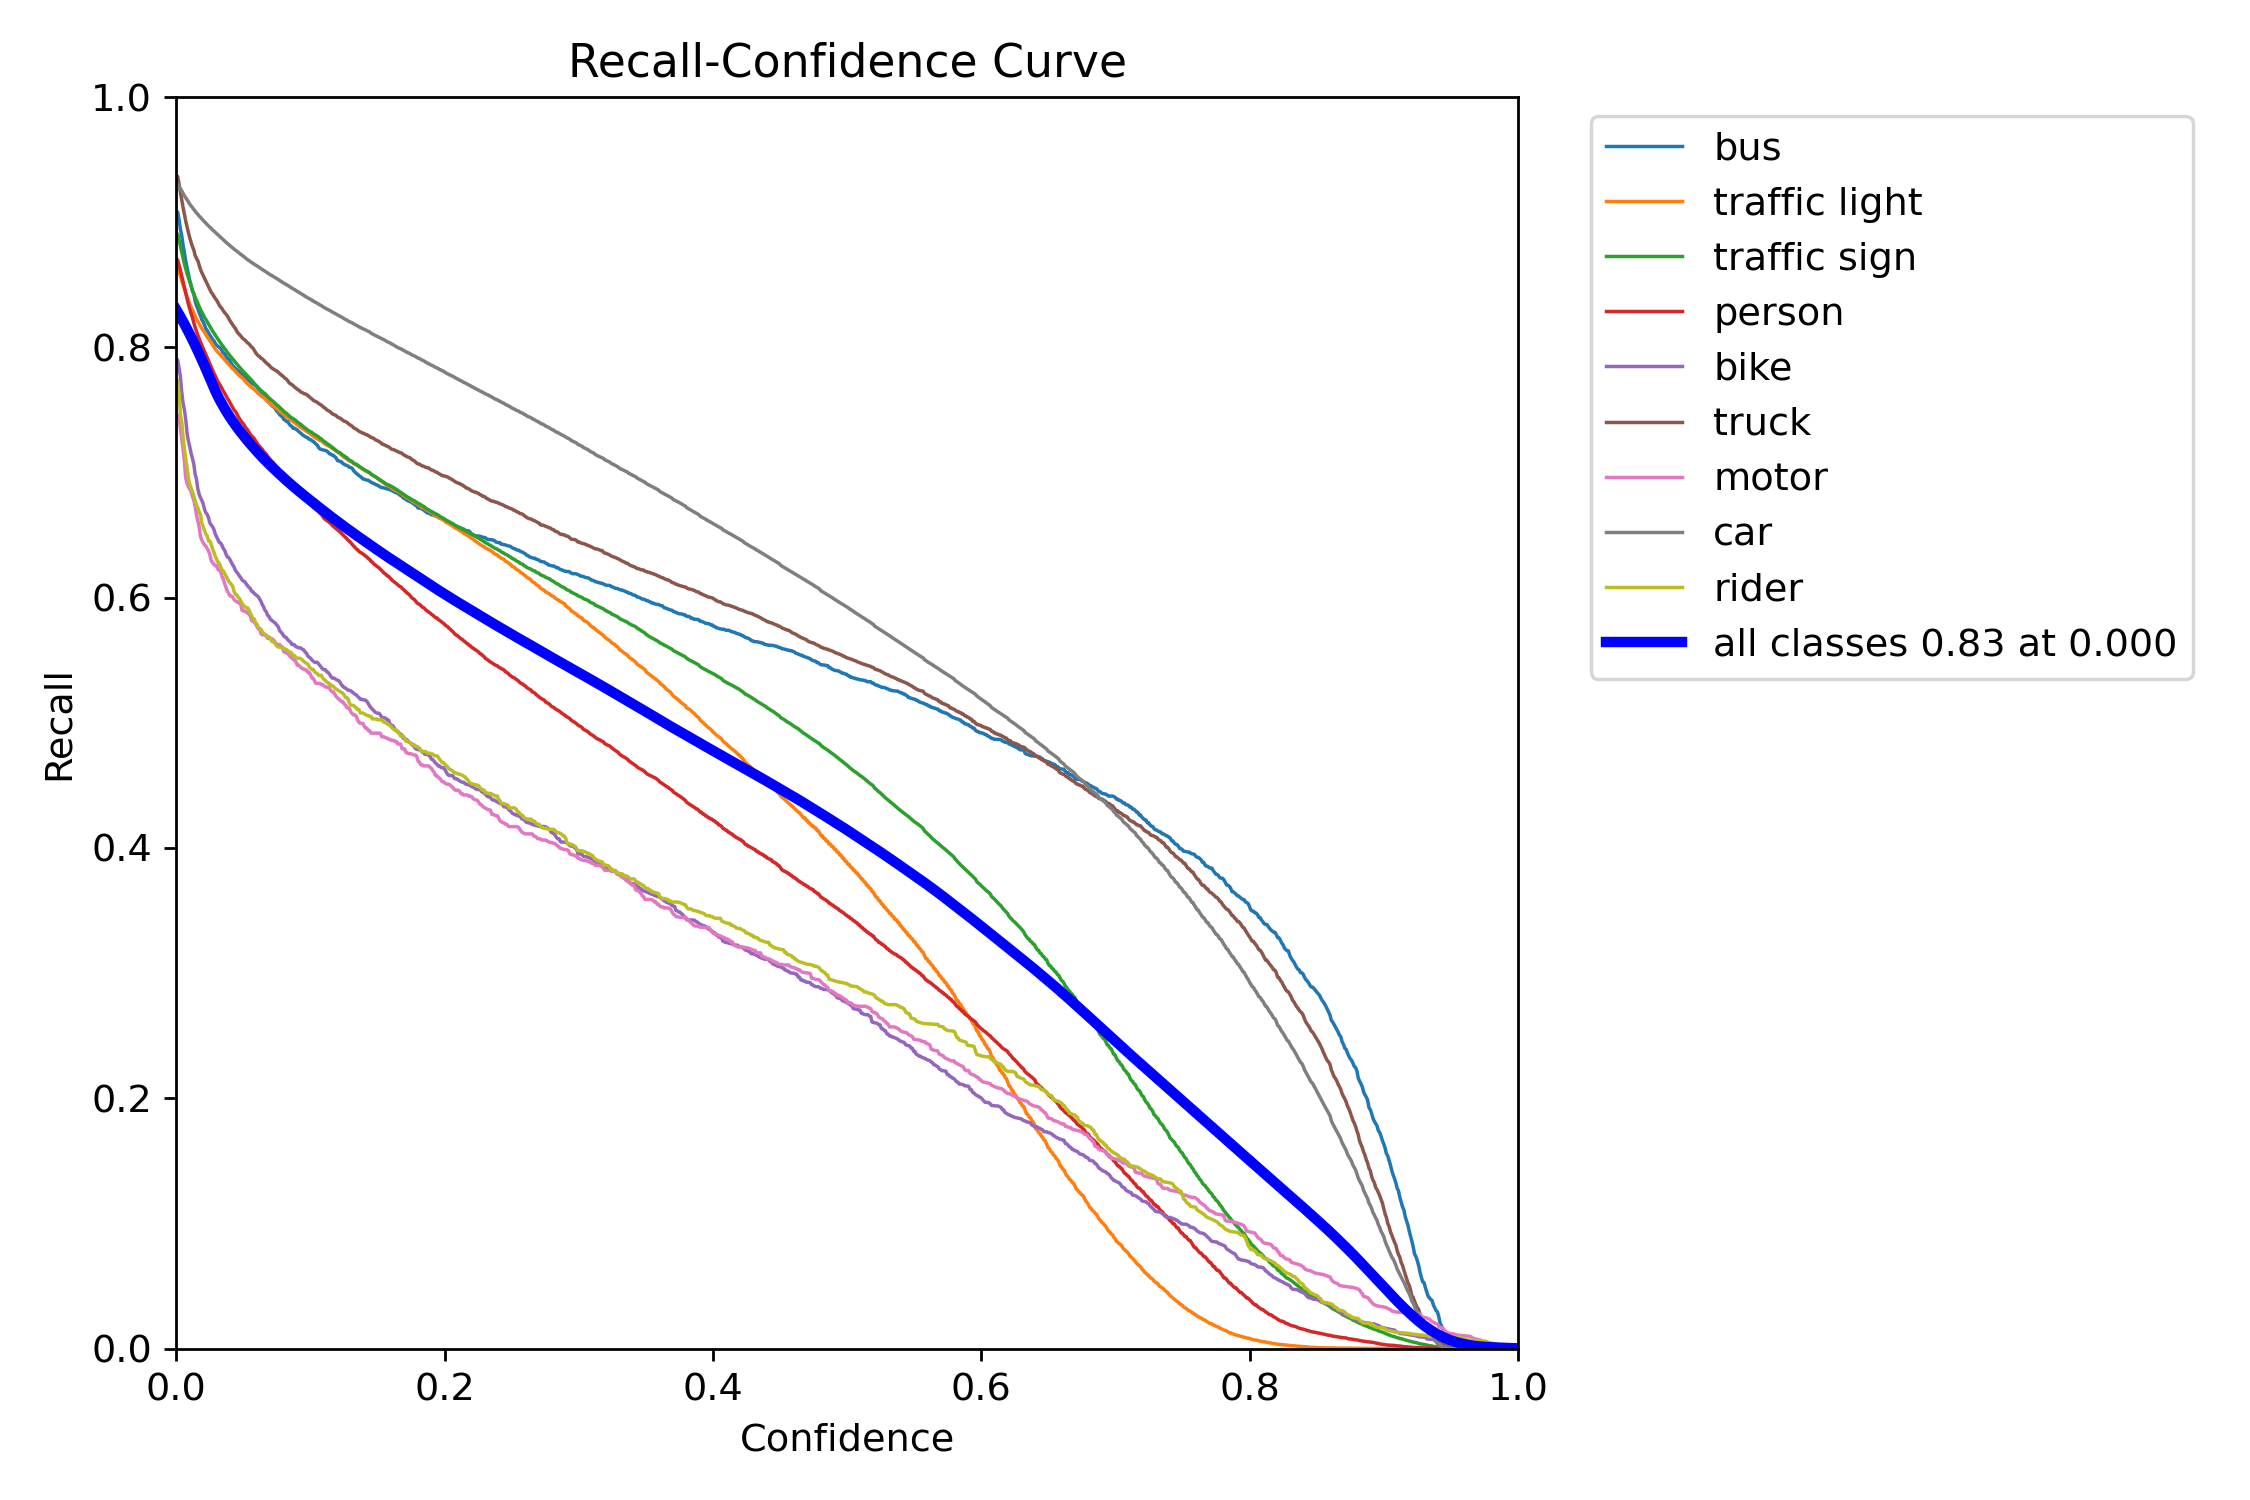 Recall-Confidence Curve
1.0
0.8
0.6
0.4
0.2
0.0
Recall
0.0 0.2 0.4 0.6 0.8 1.0
Confidence
bus
traffic light
traffic sign
person
bike
truck
motor
car
rider
all classes 0.83 at 0.000